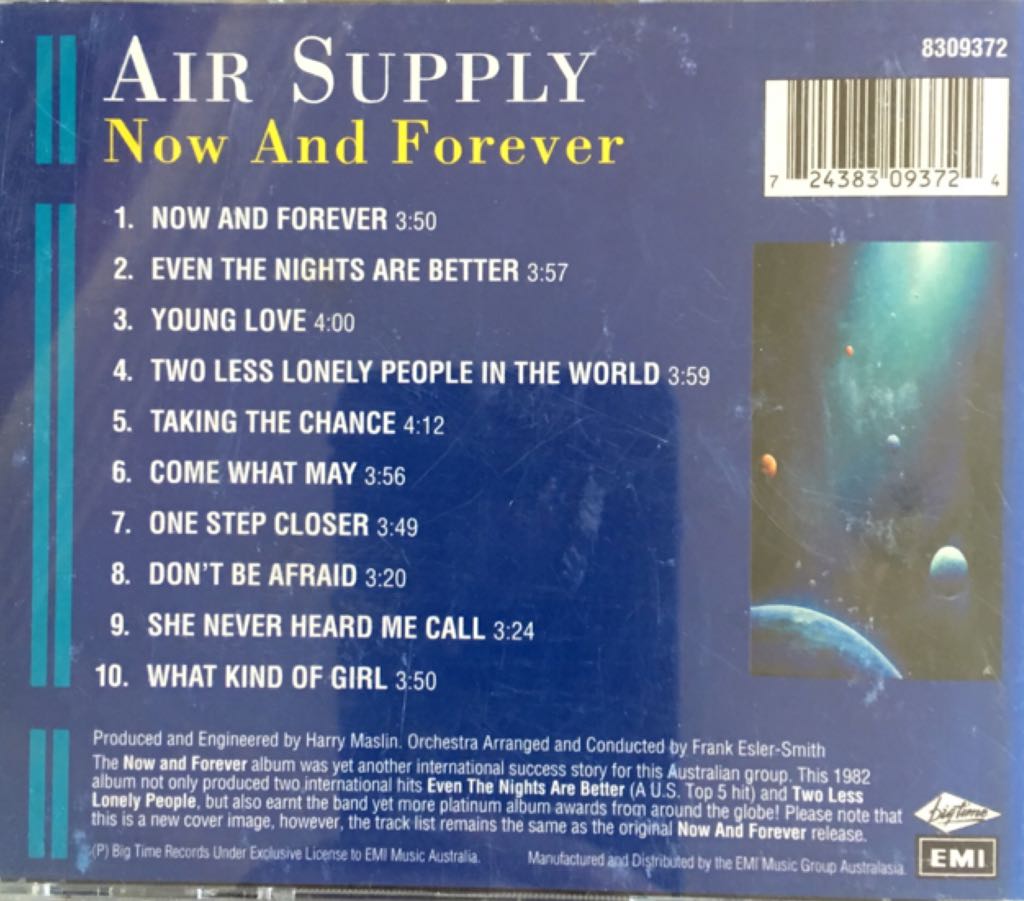 AIR SUPPLY
8309372
Now And Forever
7 24383 09372 4
1. NOW AND FOREVER 3:50
2. EVEN THE NIGHTS ARE BETTER 3:57
3. YOUNG LOVE 4:00
4. TWO LESS LONELY PEOPLE IN THE WORLD 3:59
5. TAKING THE CHANCE 4:12
6. COME WHAT MAY 3:56
7. ONE STEP CLOSER 3:49
8. DON'T BE AFRAID 3:20
9. SHE NEVER HEARD ME CALL 3:24
10. WHAT KIND OF GIRL 3:50
Produced and Engineered by Harry Maslin. Orchestra Arranged and Conducted by Frank Esler-Smith
The Now and Forever album was yet another international success story for this Australian group. This 1982
album not only produced two international hits Even The Nights Are Better (A U.S. Top 5 hit) and Two Less
Lonely People, but also earnt the band yet more platinum album awards from around the globe! Please note that
this is a new cover image, however, the track list remains the same as the original Now And Forever release.
big time
(P) Big Time Records Under Exclusive License to EMI Music Australia.
Manufactured and Distributed by the EMI Music Group Australasia.
EMI